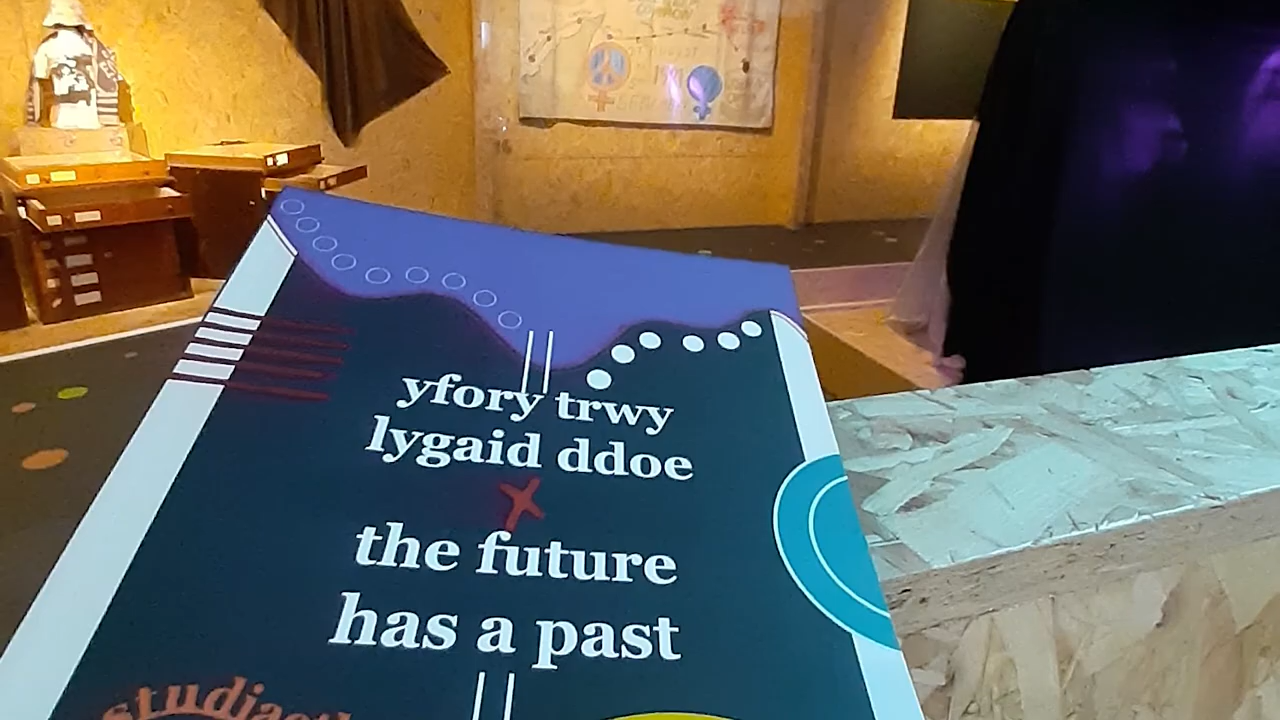 yfory trwy
lygaid ddoe
x
the future
has a past